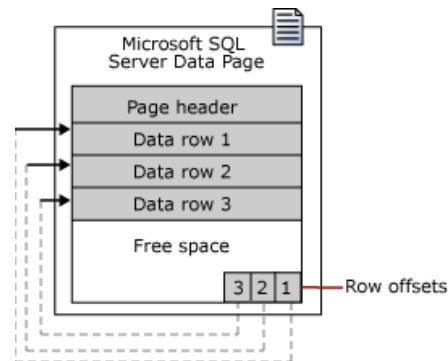 Microsoft SQL
Server Data Page
Page header
Data row 1
Data row 2
Data row 3
Free space
3 2 1
Row offsets